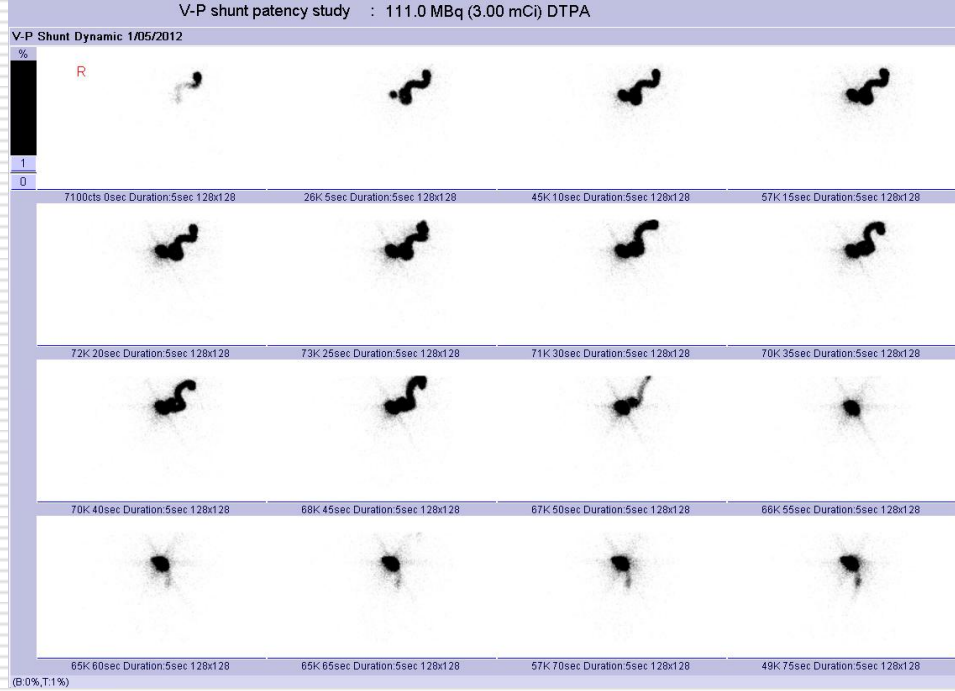 V-P shunt patency study : 111.0 MBq (3.00 mCi) DTPA
V-P Shunt Dynamic 1/05/2012
%
R
1
0
7100cts 0sec Duration:5sec 128x128
26K 5sec Duration:5sec 128x128
45K 10sec Duration:5sec 128x128
57K 15sec Duration:5sec 128x128
72K 20sec Duration:5sec 128x128
73K 25sec Duration:5sec 128x128
71K 30sec Duration:5sec 128x128
70K 35sec Duration:5sec 128x128
70K 40sec Duration:5sec 128x128
68K 45sec Duration:5sec 128x128
67K 50sec Duration:5sec 128x128
66K 55sec Duration:5sec 128x128
65K 60sec Duration:5sec 128x128
65K 65sec Duration:5sec 128x128
57K 70sec Duration:5sec 128x128
49K 75sec Duration:5sec 128x128
(B:0%,T:1%)